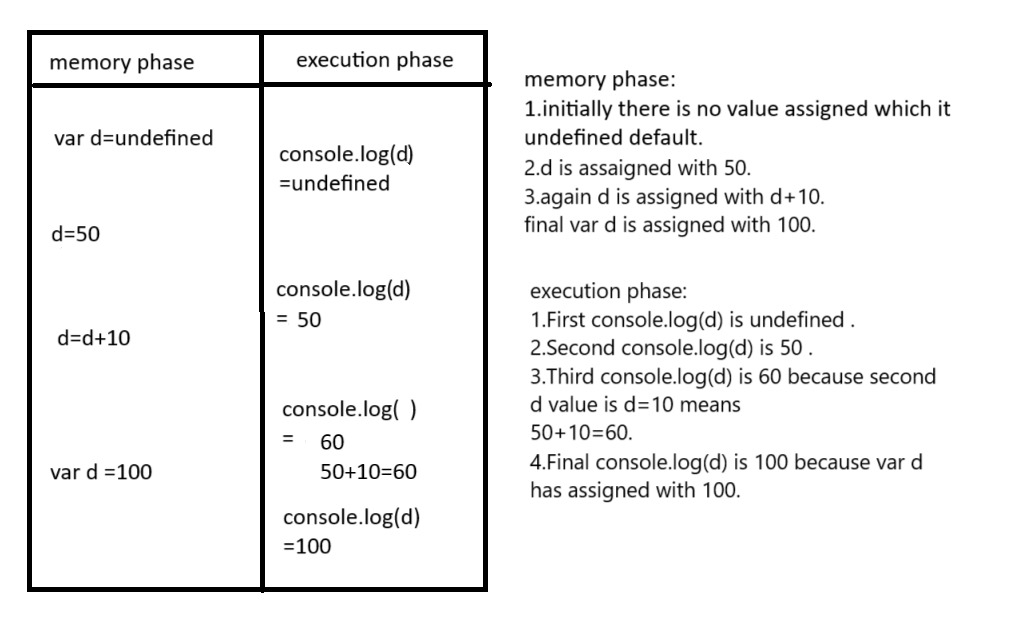 memory phase
execution phase
var d=undefined
console.log(d)
=undefined
d=50
console.log(d)
= 50
d=d+10
console.log( )
= 60
50+10=60
var d =100
console.log(d)
=100
memory phase:
1.initially there is no value assigned which it
undefined default.
2.d is assaigned with 50.
3.again d is assigned with d+10.
final var d is assigned with 100.
execution phase:
1.First console.log(d) is undefined .
2.Second console.log(d) is 50 .
3.Third console.log(d) is 60 because second
d value is d=10 means
50+10=60.
4.Final console.log(d) is 100 because var d
has assigned with 100.